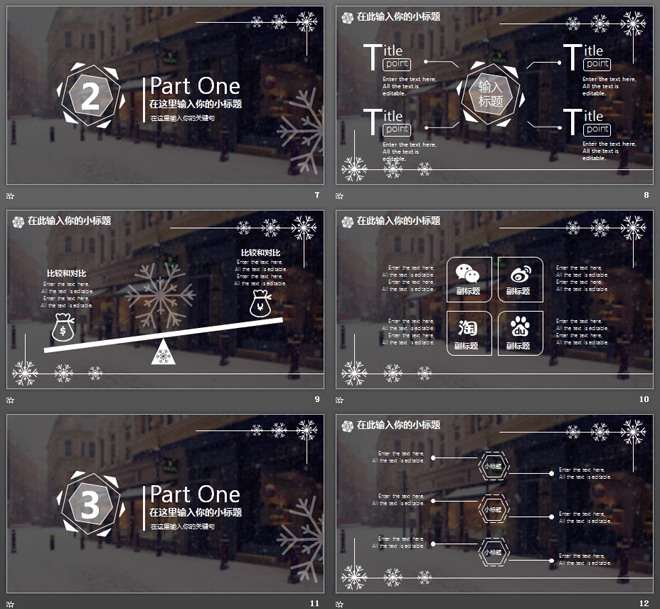 2
Part One
在这里输入你的小标题
在这里输入你的关键句
7
在此输入你的小标题
Title
point
Enter the text here,
All the text is
editable.
Title
point
Enter the text here,
All the text is
editable.
输入
标题
Title
point
Enter the text here,
All the text is
editable.
Title
point
Enter the text here,
All the text is
editable.
8
在此输入你的小标题
比较和对比
Enter the text here,
All the text is editable.
Enter the text here,
All the text is editable.
$
比较和对比
Enter the text here,
All the text is editable.
Enter the text here,
All the text is editable.
¥
9
在此输入你的小标题
Enter the text here,
All the text is editable.
Enter the text here,
All the text is editable.
副标题
副标题
Enter the text here,
All the text is editable.
Enter the text here,
All the text is editable.
Enter the text here,
All the text is editable.
Enter the text here,
All the text is editable.
淘
副标题
du
副标题
Enter the text here,
All the text is editable.
Enter the text here,
All the text is editable.
10
3
Part One
在这里输入你的小标题
在这里输入你的关键句
11
在此输入你的小标题
Enter the text here,
All the text is editable.
小标题
Enter the text here,
All the text is editable.
Enter the text here,
All the text is editable.
小标题
Enter the text here,
All the text is editable.
Enter the text here,
All the text is editable.
小标题
Enter the text here,
All the text is editable.
12